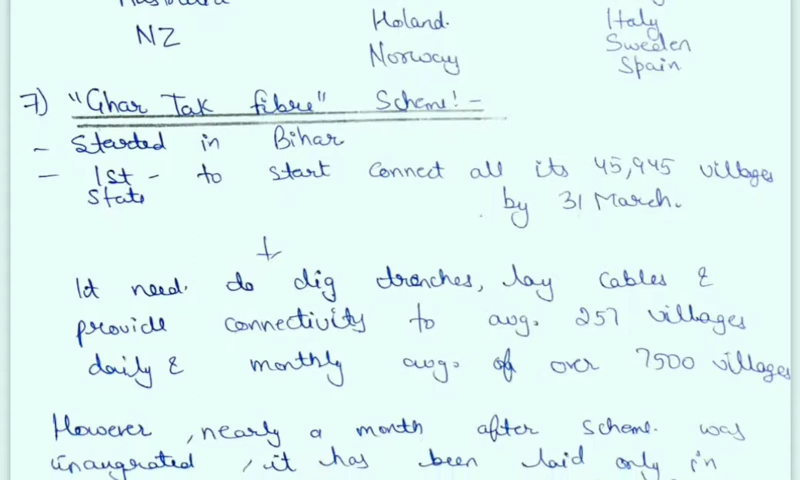 NZ
Holand.
Norway
Italy
Sweden
Spain
7) "Ghar Tak fibre" Scheme! -
- Started in Bihar
- 1st - to start connect all its 45,945 villages
State
by 31 March.
It need. do dig trenches, lay cables &
provide connectivity to avg. 257 villages
daily & monthly avg. of over 7500 villages
However, nearly a month after scheme. was
inaugrated, it has been laid only in